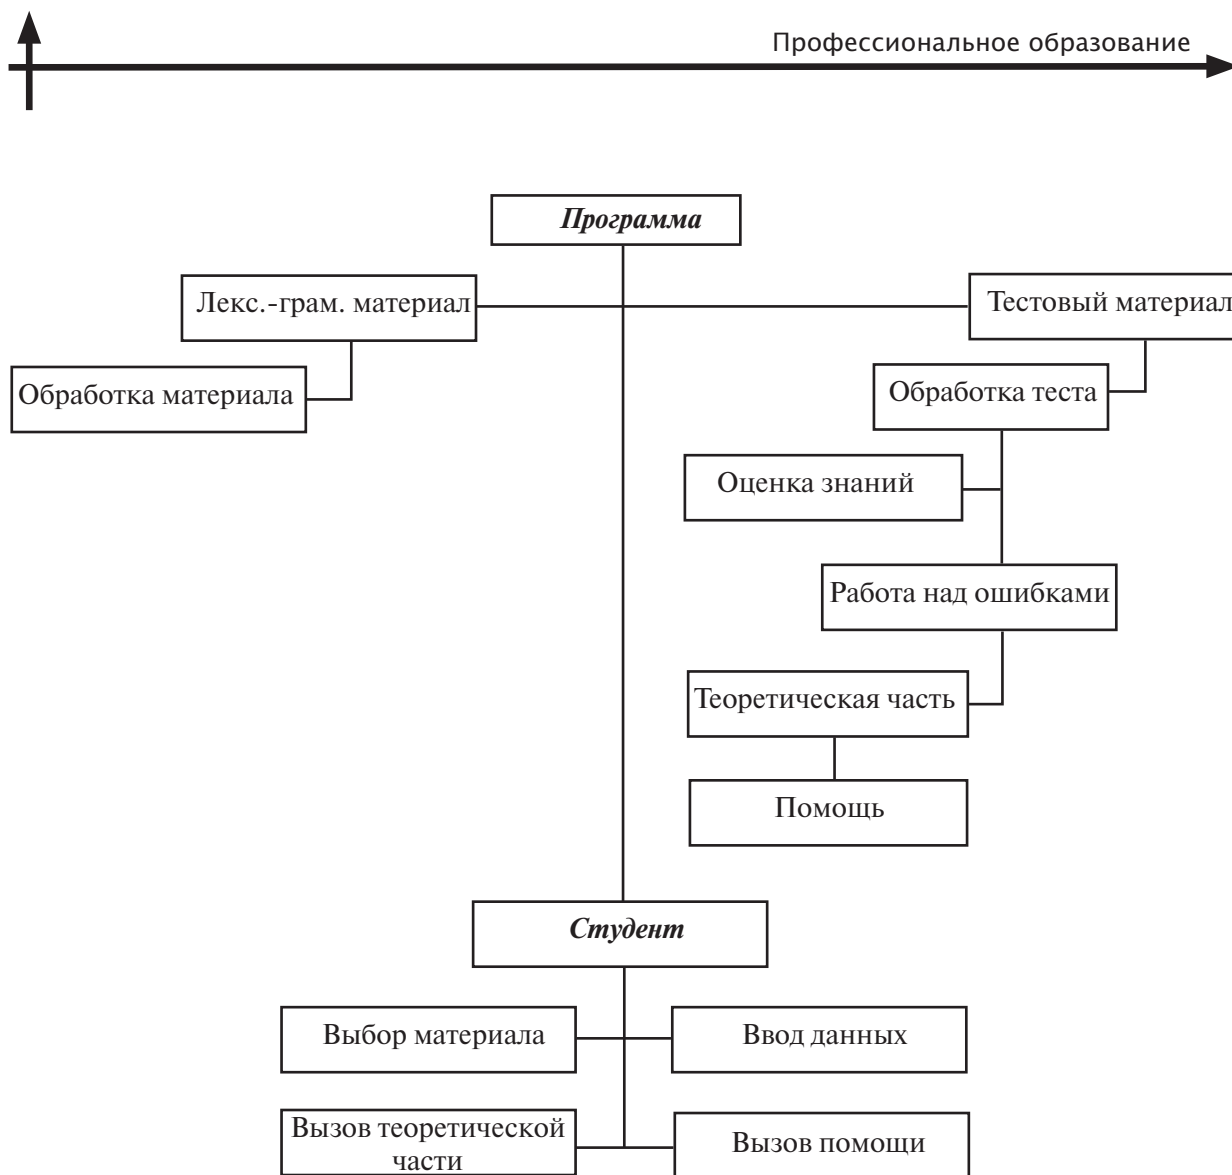 Профессиональное образование
Программа
Лекс.-грам. материал
Тестовый материал
Обработка материала
Обработка теста
Оценка знаний
Работа над ошибками
Теоретическая часть
Помощь
Студент
Выбор материала
Ввод данных
Вызов теоретической
части
Вызов помощи